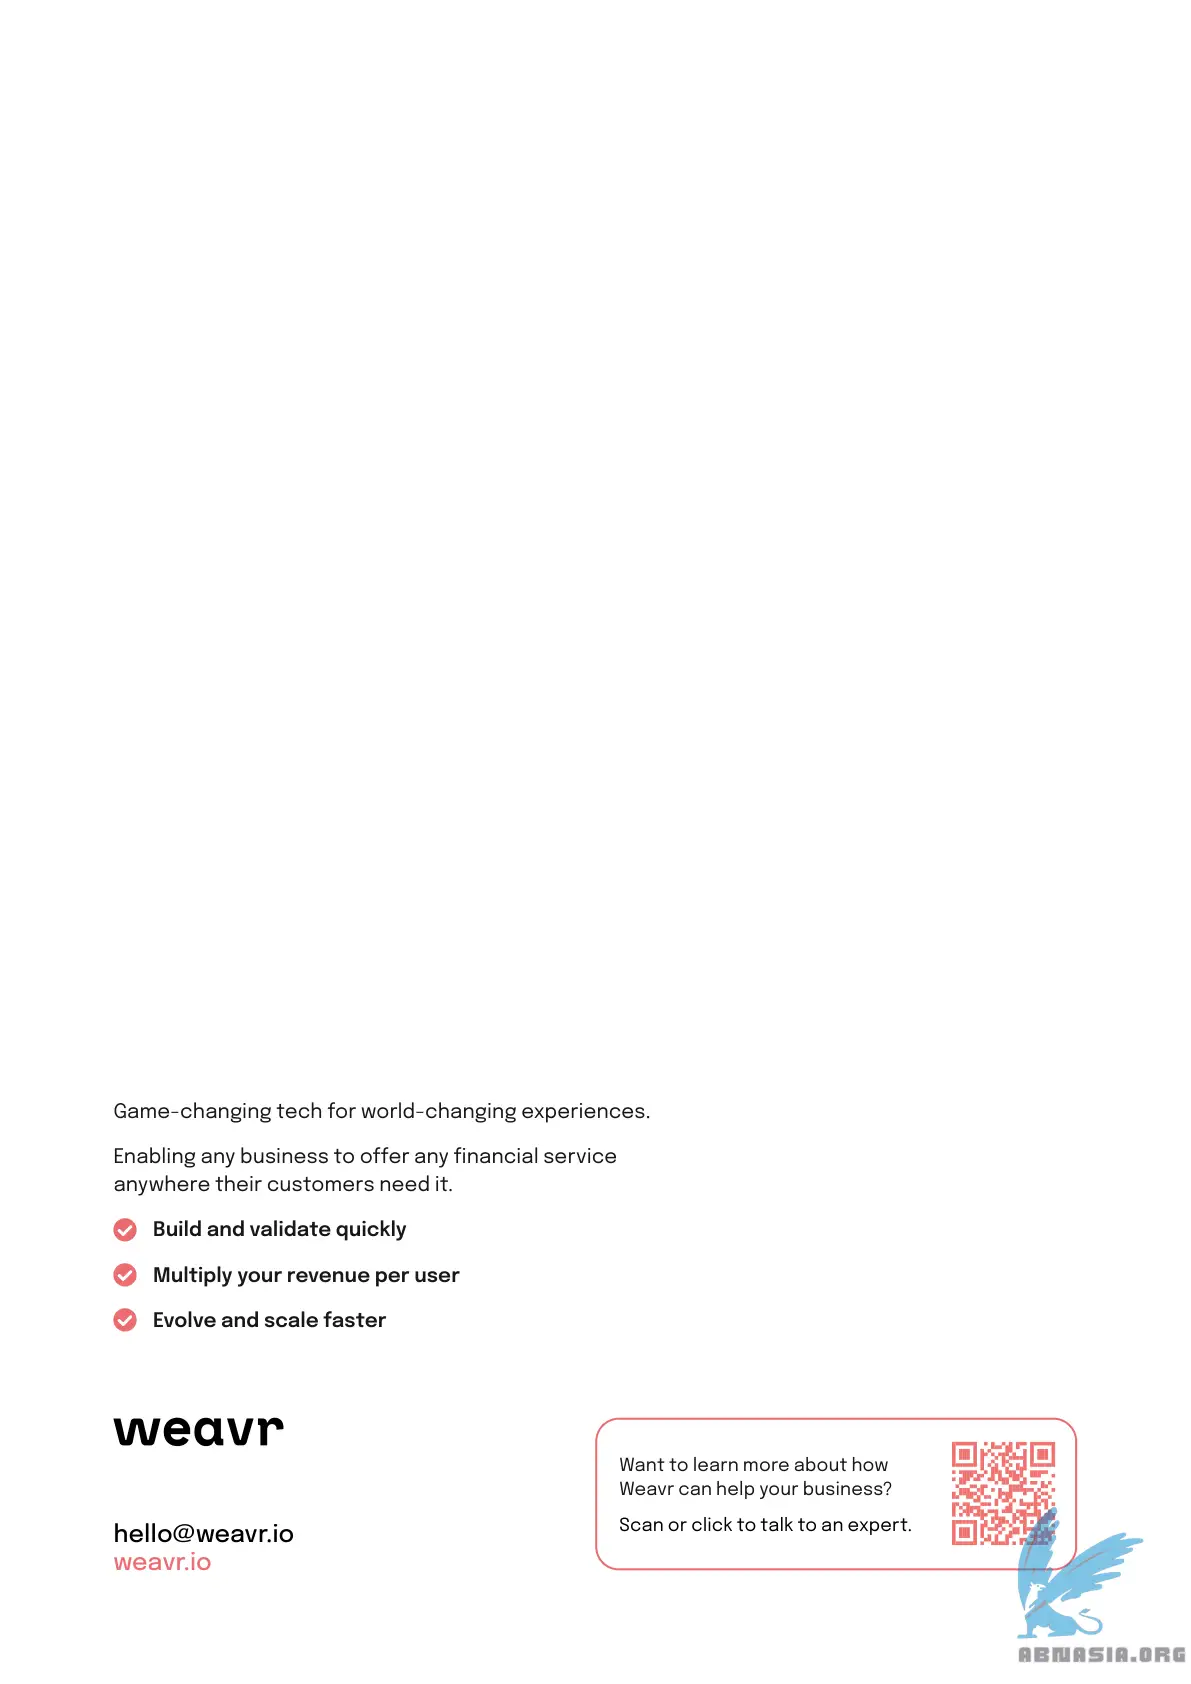 Game-changing tech for world-changing experiences.
Enabling any business to offer any financial service
anywhere their customers need it.
Build and validate quickly
Multiply your revenue per user
Evolve and scale faster
weavr
hello@weavr.io
weavr.io
Want to learn more about how
Weavr can help your business?
Scan or click to talk to an expert.
ABNASIA.ORG